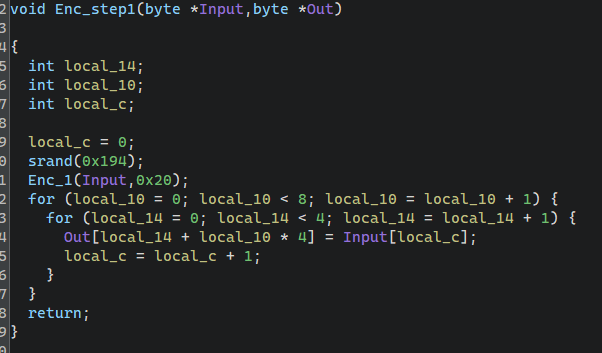 2 void Enc_step1(byte *Input,byte *Out)
3
4 {
5   int local_14;
6   int local_10;
7   int local_c;
8
9   local_c = 0;
0   srand(0x194);
1   Enc_1(Input,0x20);
2   for (local_10 = 0; local_10 < 8; local_10 = local_10 + 1) {
3     for (local_14 = 0; local_14 < 4; local_14 = local_14 + 1) {
4       Out[local_14 + local_10 * 4] = Input[local_c];
5       local_c = local_c + 1;
6     }
7   }
8   return;
9 }
0